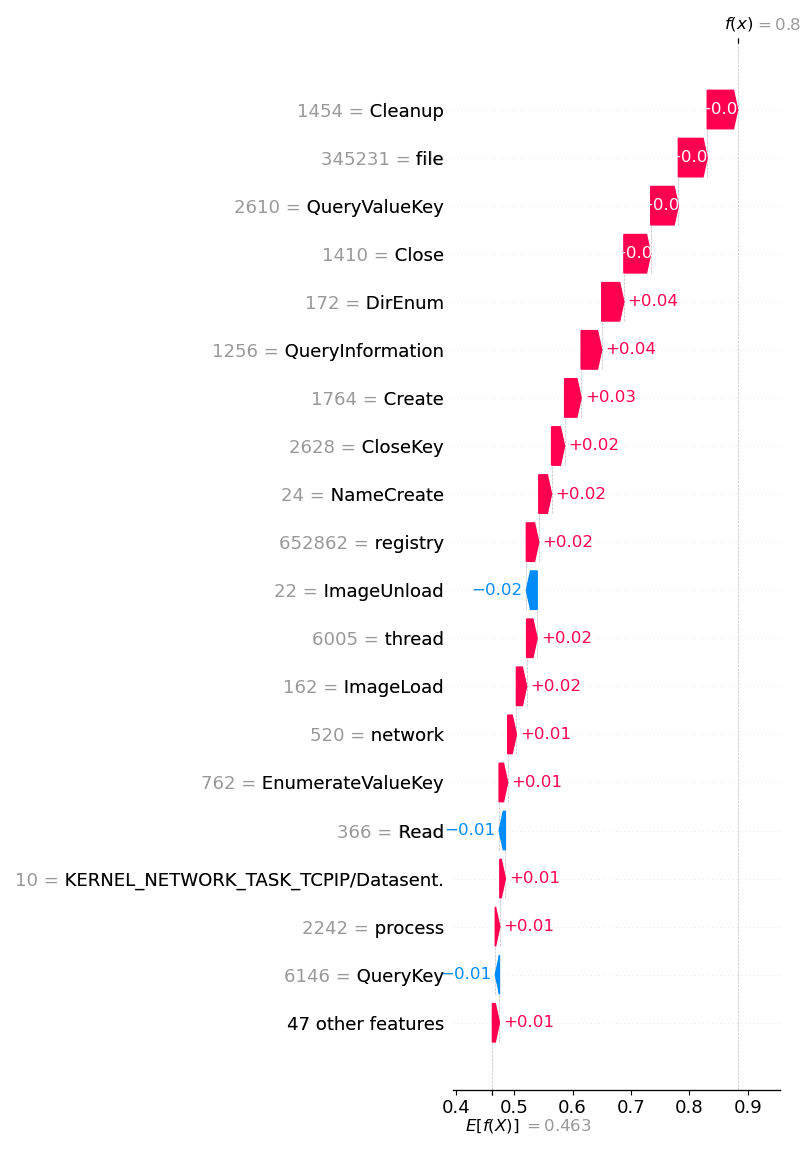 f(x) = 0.8
1454 = Cleanup
345231 = file
2610 = QueryValueKey
1410 = Close
172 = DirEnum +0.04
1256 = QueryInformation +0.04
1764 = Create +0.03
2628 = CloseKey +0.02
24 = NameCreate +0.02
652862 = registry +0.02
22 = ImageUnload −0.02
6005 = thread +0.02
162 = ImageLoad +0.02
520 = network +0.01
762 = EnumerateValueKey +0.01
366 = Read −0.01
10 = KERNEL_NETWORK_TASK_TCPIP/Datasent. +0.01
2242 = process +0.01
6146 = QueryKey −0.01
47 other features +0.01
0.4 0.5 0.6 0.7 0.8 0.9
E[f(X)] = 0.463